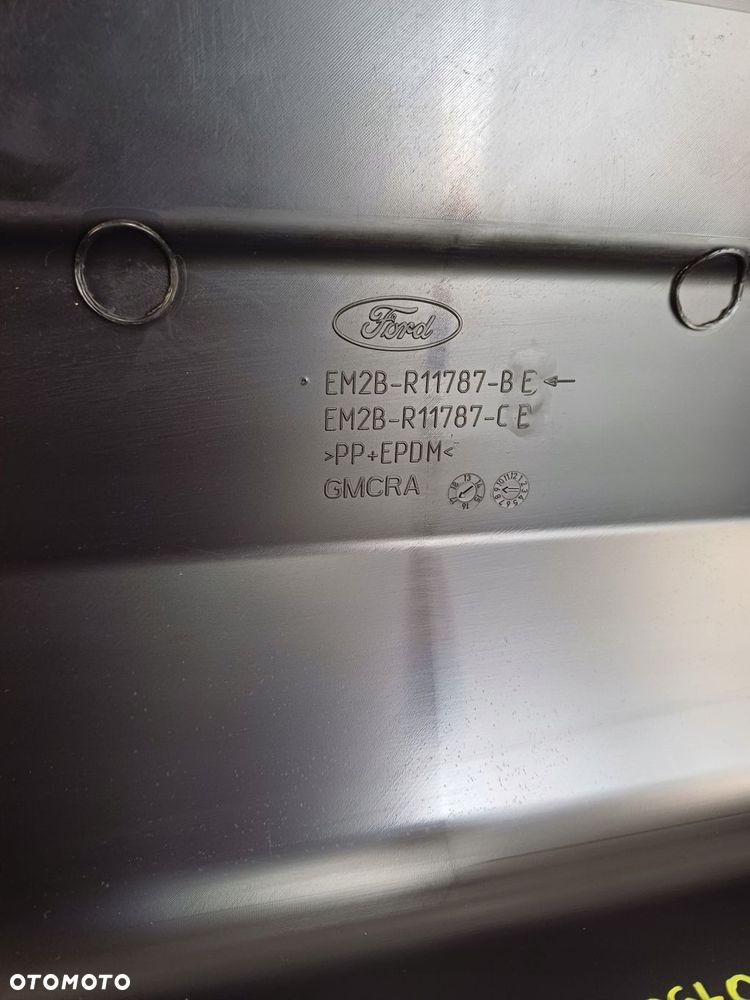 Ford
EM2B-R11787-B E
EM2B-R11787-C E
>PP+EPDM<
GMCRA
OTOMOTO